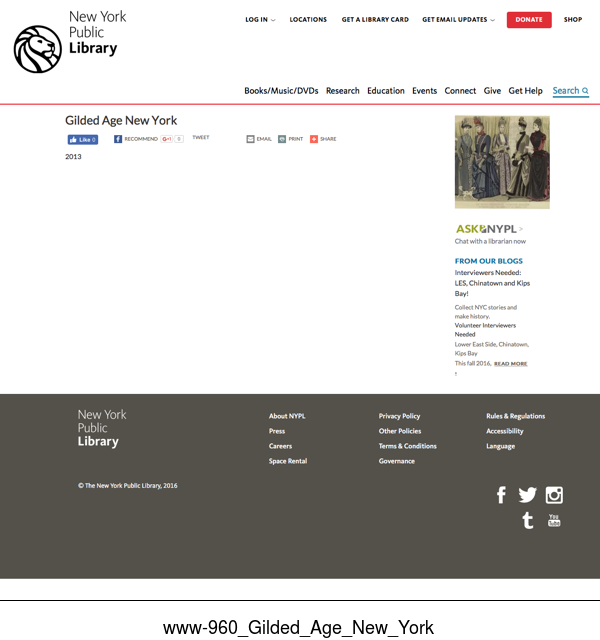 New York
Public
Library
LOG IN
LOCATIONS
GET A LIBRARY CARD
GET EMAIL UPDATES
DONATE
SHOP
Books/Music/DVDs Research Education Events Connect Give Get Help Search
Gilded Age New York
Like 0
RECOMMEND
G+1 0
TWEET
EMAIL
PRINT
SHARE
2013
ASK NYPL >
Chat with a librarian now
FROM OUR BLOGS
Interviewers Needed:
LES, Chinatown and Kips
Bay!
Collect NYC stories and
make history.
Volunteer Interviewers
Needed
Lower East Side, Chinatown,
Kips Bay
This fall 2016, READ MORE
New York
Public
Library
About NYPL
Press
Careers
Space Rental
Privacy Policy
Other Policies
Terms & Conditions
Governance
Rules & Regulations
Accessibility
Language
© The New York Public Library, 2016
You
Tube
www-960_Gilded_Age_New_York